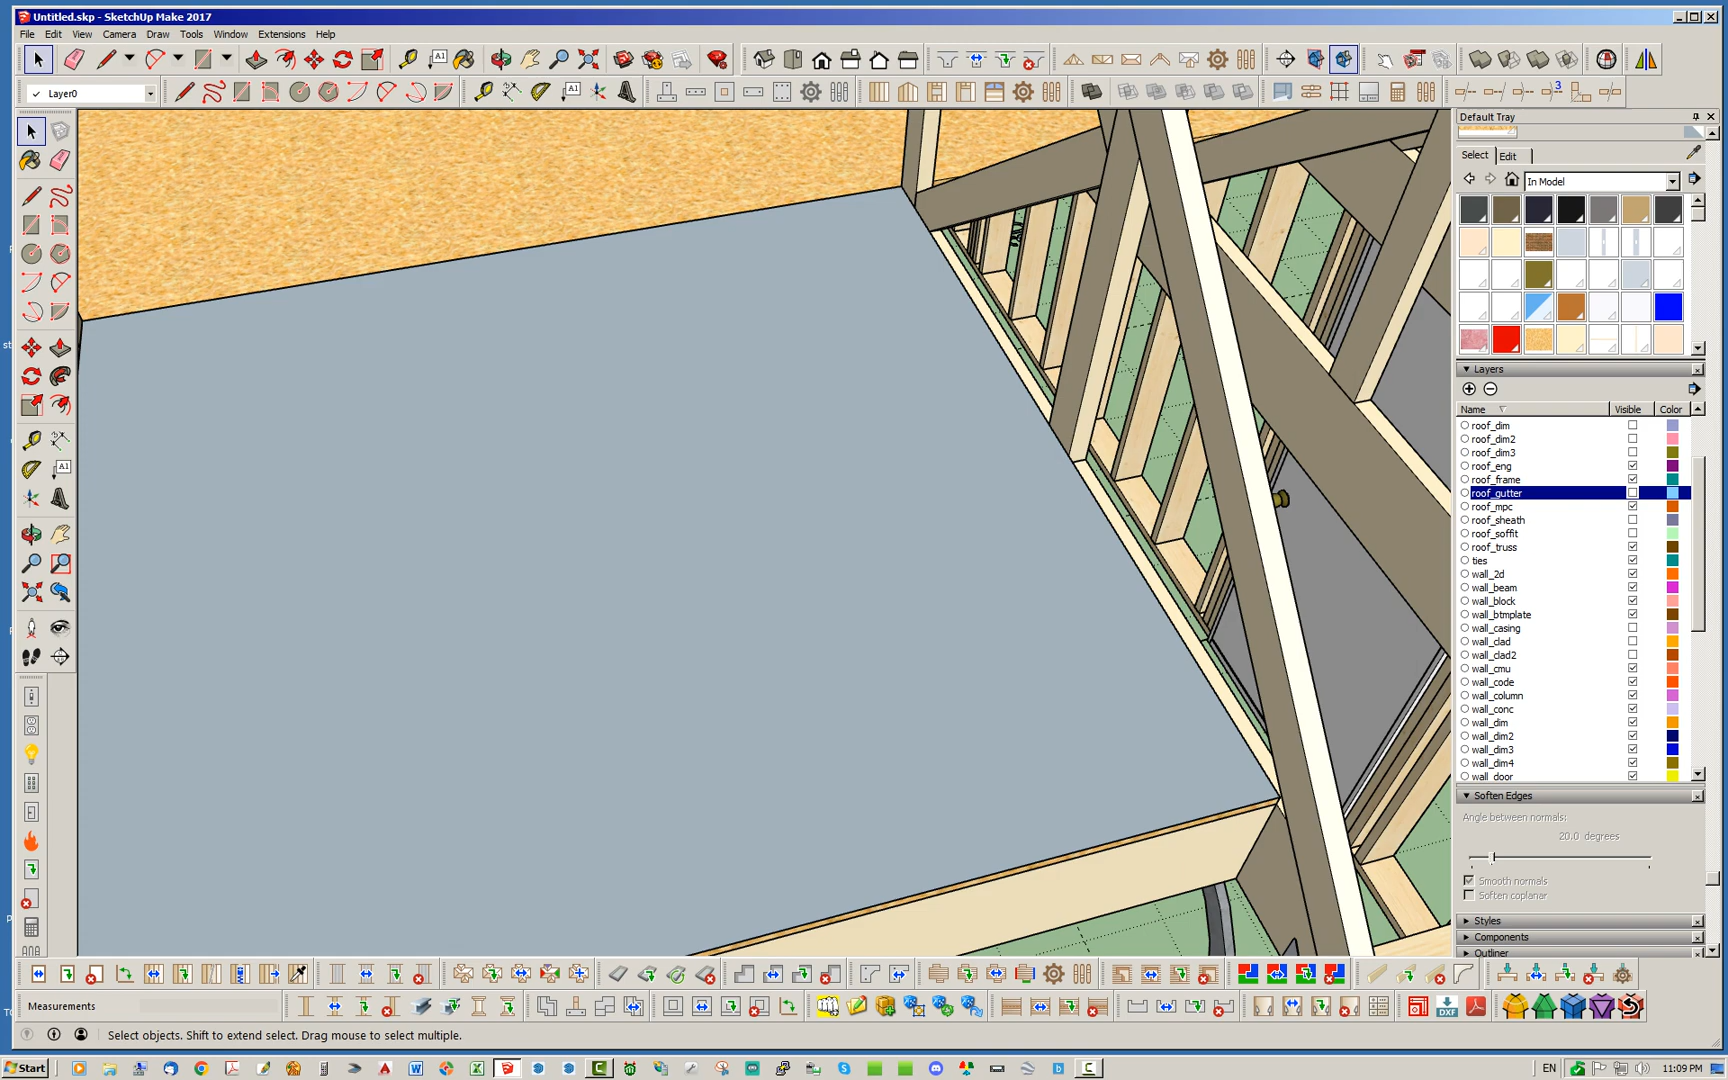 Untitled.skp - SketchUp Make 2017
File Edit View Camera Draw Tools Window Extensions Help
Layer0
Default Tray
Select Edit
In Model
Layers
Name Visible Color
roof_dim
roof_dim2
roof_dim3
roof_eng
roof_frame
roof_gutter
roof_mpc
roof_sheath
roof_soffit
roof_truss
ties
wall_2d
wall_beam
wall_block
wall_btmplate
wall_casing
wall_clad
wall_clad2
wall_cmu
wall_code
wall_column
wall_conc
wall_dim
wall_dim2
wall_dim3
wall_dim4
wall_door
Soften Edges
Angle between normals:
20.0 degrees
Smooth normals
Soften coplanar
Styles
Components
Outliner
Measurements
Select objects. Shift to extend select. Drag mouse to select multiple.
Start
EN
11:09 PM